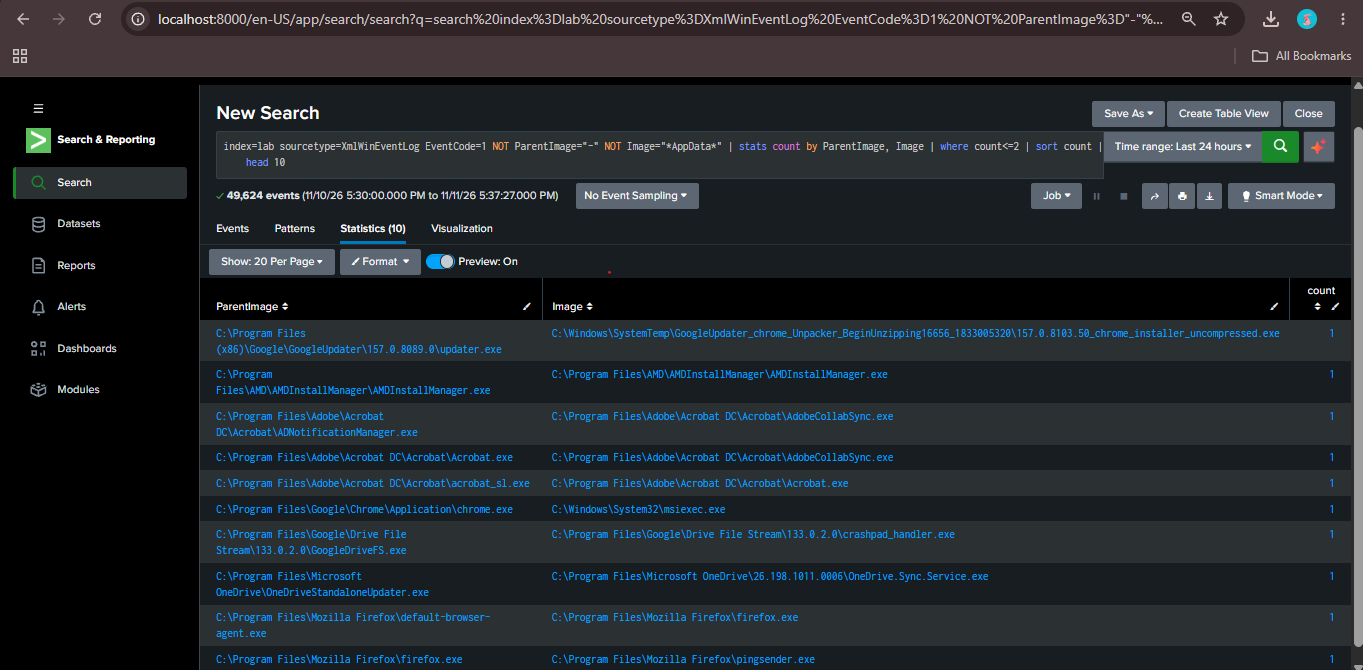 localhost:8000/en-US/app/search/search?q=search%20index%3Dlab%20sourcetype%3DXmlWinEventLog%20EventCode%3D1%20NOT%20ParentImage%3D"-"%...
All Bookmarks
Search & Reporting
Search
Datasets
Reports
Alerts
Dashboards
Modules
New Search
Save As
Create Table View
Close
index=lab sourcetype=XmlWinEventLog EventCode=1 NOT ParentImage="-" NOT Image="*AppData*" | stats count by ParentImage, Image | where count<=2 | sort count |
head 10
Time range: Last 24 hours
49,624 events (11/10/26 5:30:00.000 PM to 11/11/26 5:37:27.000 PM)
No Event Sampling
Job
Smart Mode
Events
Patterns
Statistics (10)
Visualization
Show: 20 Per Page
Format
Preview: On
ParentImage
Image
count
C:\Program Files
(x86)\Google\GoogleUpdater\157.0.8089.0\updater.exe
C:\Windows\SystemTemp\GoogleUpdater_chrome_Unpacker_BeginUnzipping16656_1833005320\157.0.8103.50_chrome_installer_uncompressed.exe
1
C:\Program
Files\AMD\AMDInstallManager\AMDInstallManager.exe
C:\Program Files\AMD\AMDInstallManager\AMDInstallManager.exe
1
C:\Program Files\Adobe\Acrobat
DC\Acrobat\ADNotificationManager.exe
C:\Program Files\Adobe\Acrobat DC\Acrobat\AdobeCollabSync.exe
1
C:\Program Files\Adobe\Acrobat DC\Acrobat\Acrobat.exe
C:\Program Files\Adobe\Acrobat DC\Acrobat\AdobeCollabSync.exe
1
C:\Program Files\Adobe\Acrobat DC\Acrobat\acrobat_sl.exe
C:\Program Files\Adobe\Acrobat DC\Acrobat\Acrobat.exe
1
C:\Program Files\Google\Chrome\Application\chrome.exe
C:\Windows\System32\msiexec.exe
1
C:\Program Files\Google\Drive File
Stream\133.0.2.0\GoogleDriveFS.exe
C:\Program Files\Google\Drive File Stream\133.0.2.0\crashpad_handler.exe
1
C:\Program Files\Microsoft
OneDrive\OneDriveStandaloneUpdater.exe
C:\Program Files\Microsoft OneDrive\26.198.1011.0006\OneDrive.Sync.Service.exe
1
C:\Program Files\Mozilla Firefox\default-browser-
agent.exe
C:\Program Files\Mozilla Firefox\firefox.exe
1
C:\Program Files\Mozilla Firefox\firefox.exe
C:\Program Files\Mozilla Firefox\pingsender.exe
1